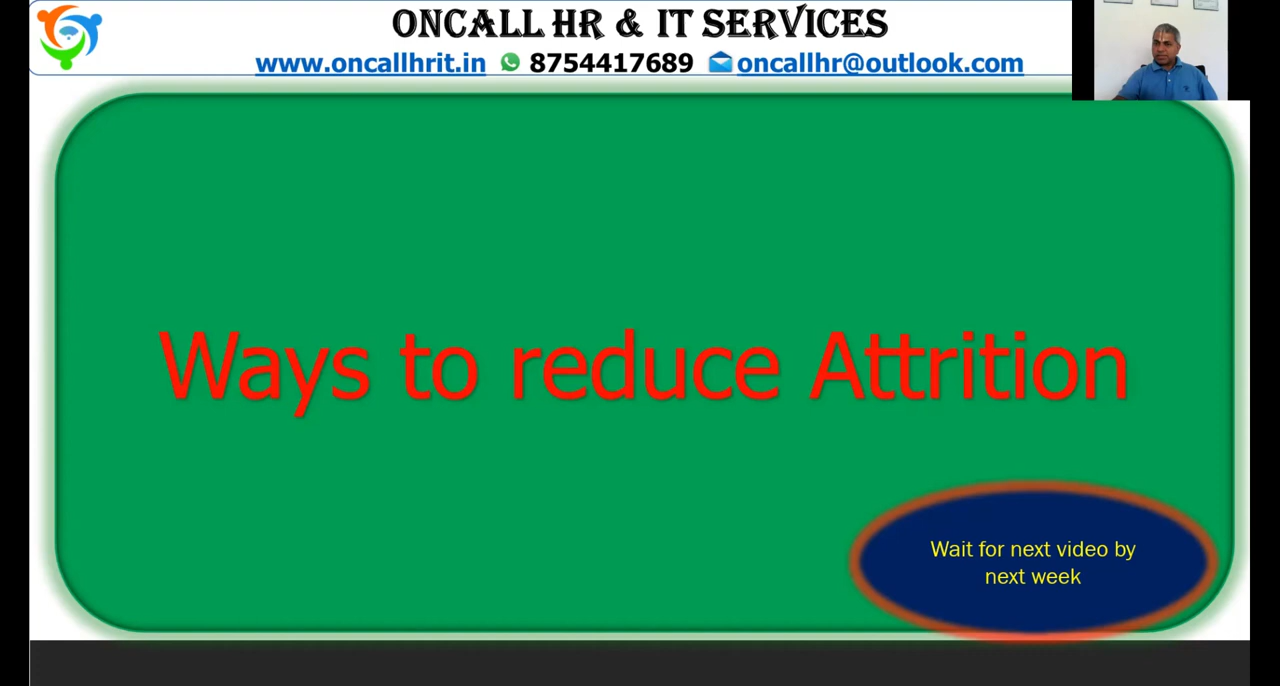 ONCALL HR & IT SERVICES
www.oncallhrit.in 8754417689 oncallhr@outlook.com
Ways to reduce Attrition
Wait for next video by
next week